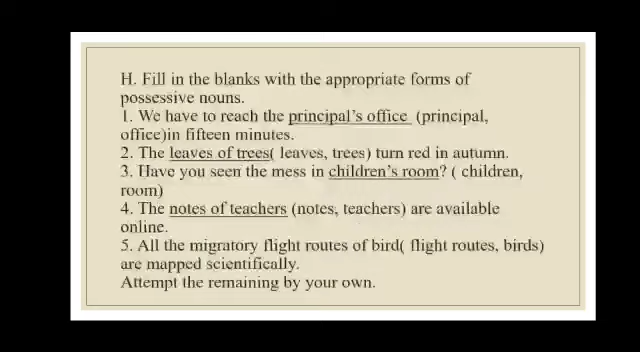 H. Fill in the blanks with the appropriate forms of
possessive nouns.
1. We have to reach the principal's office (principal,
office)in fifteen minutes.
2. The leaves of trees( leaves, trees) turn red in autumn.
3. Have you seen the mess in children's room? ( children,
room)
4. The notes of teachers (notes, teachers) are available
online.
5. All the migratory flight routes of bird( flight routes, birds)
are mapped scientifically.
Attempt the remaining by your own.